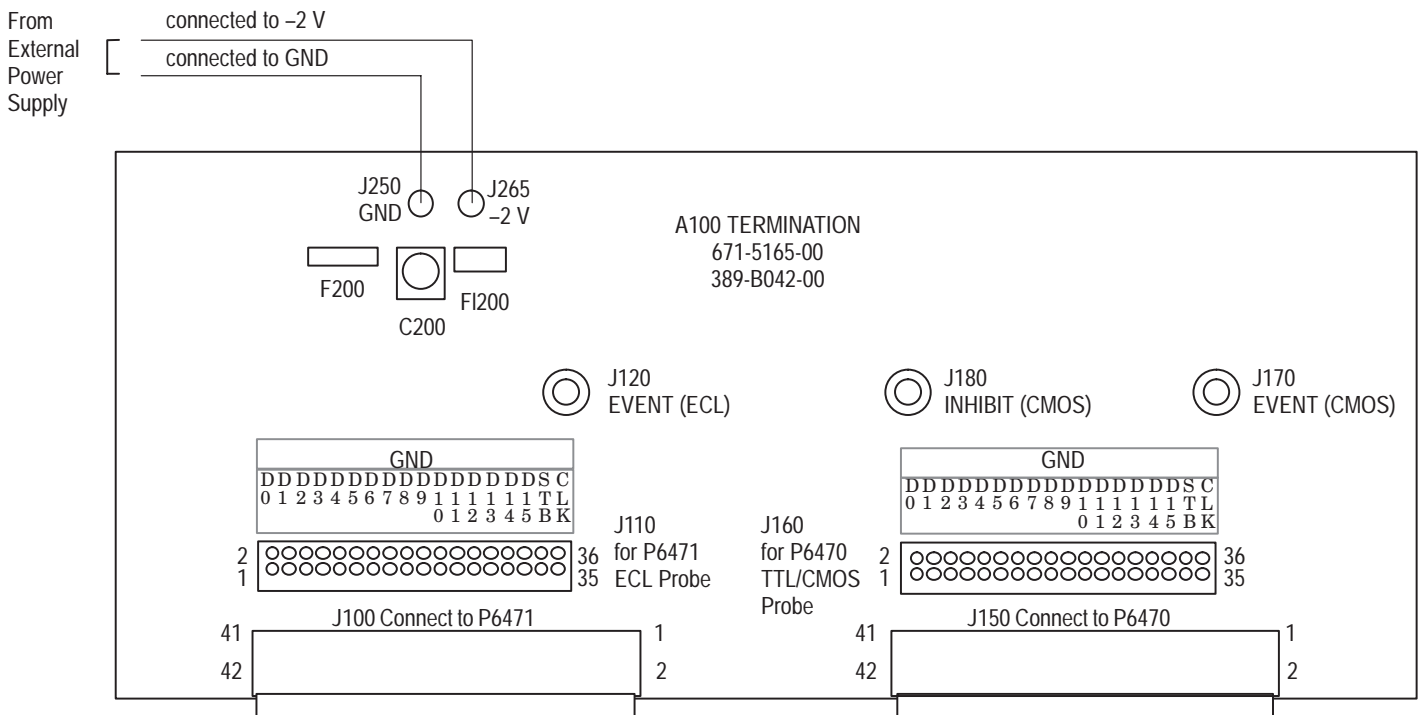 From
External
Power
Supply
connected to –2 V
connected to GND
J250
GND
J265
–2 V
A100 TERMINATION
671-5165-00
389-B042-00
F200
C200
FI200
J120
EVENT (ECL)
J180
INHIBIT (CMOS)
J170
EVENT (CMOS)
GND
D D D D D D D D D D D D D D D D S C
0 1 2 3 4 5 6 7 8 9 1 1 1 1 1 1 T L
0 1 2 3 4 5 B K
2
1
36
35
J110
for P6471
ECL Probe
GND
D D D D D D D D D D D D D D D D S C
0 1 2 3 4 5 6 7 8 9 1 1 1 1 1 1 T L
0 1 2 3 4 5 B K
J160
for P6470
TTL/CMOS
Probe
2
1
36
35
J100 Connect to P6471
41
42
1
2
J150 Connect to P6470
41
42
1
2